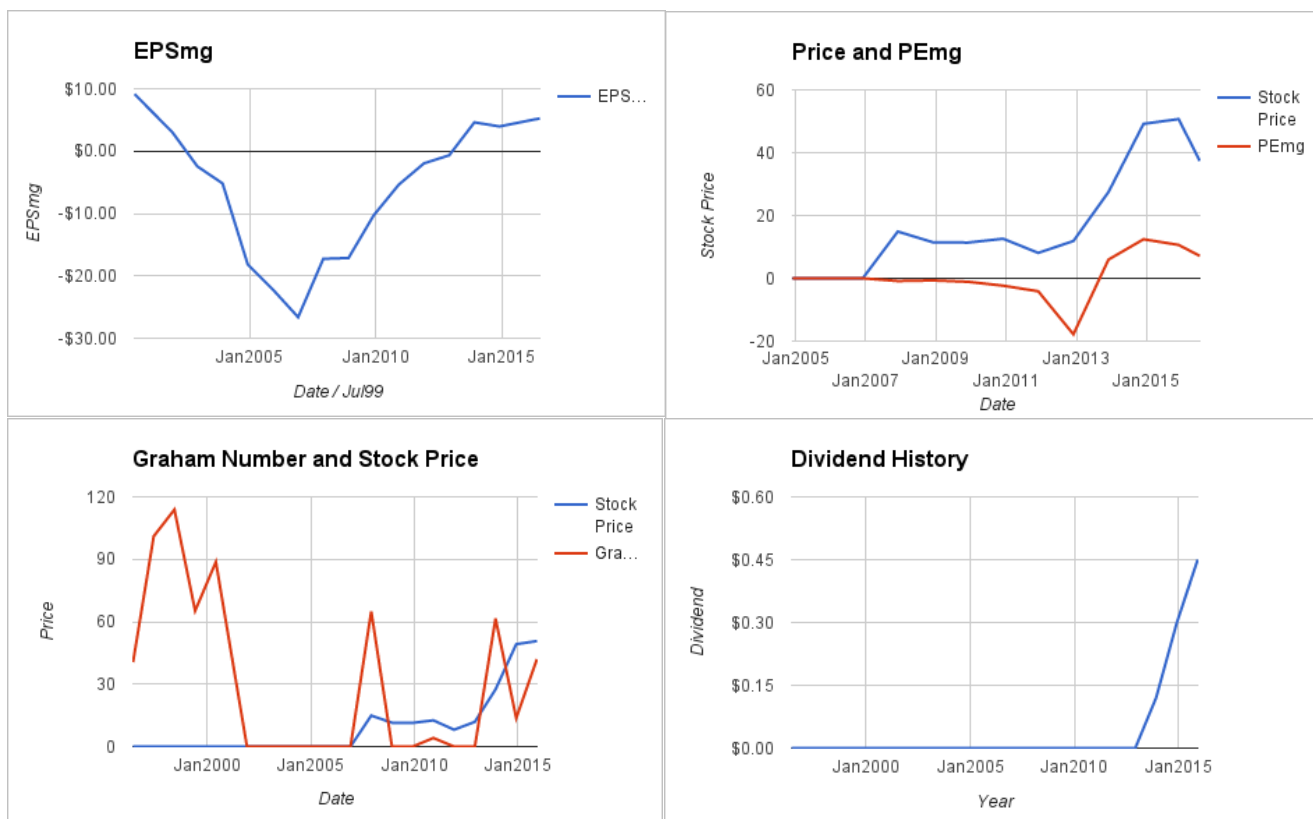 EPSmg
$10.00
$0.00
-$10.00
-$20.00
-$30.00
EPSmg
Jan2005
Jan2010
Jan2015
Date / Jul99
EPS...
Price and PEmg
60
40
20
0
-20
Stock Price
Jan2005
Jan2009
Jan2013
Jan2007
Jan2011
Jan2015
Date
Stock
Price
PEmg
Graham Number and Stock Price
120
90
60
30
0
Price
Jan2000
Jan2005
Jan2010
Jan2015
Date
Stock
Price
Gra...
Dividend History
$0.60
$0.45
$0.30
$0.15
$0.00
Dividend
Jan2000
Jan2005
Jan2010
Jan2015
Year